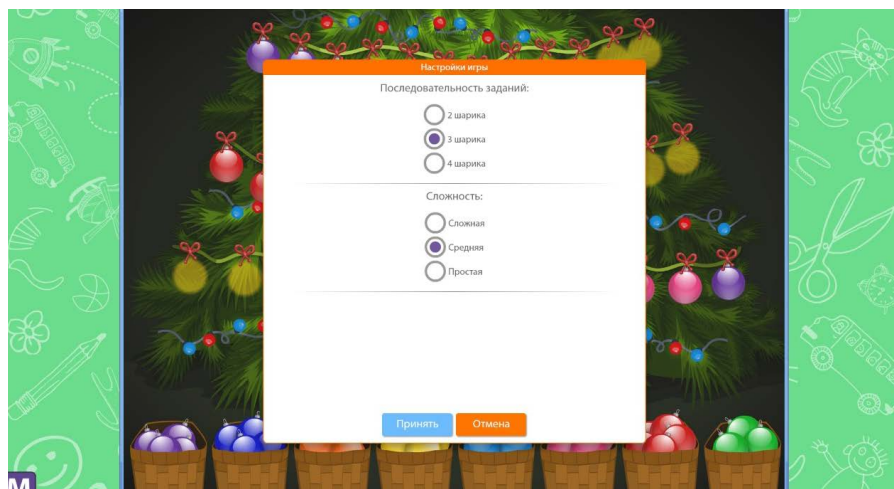 Настройки игры
Последовательность заданий:
2 шарика
3 шарика
4 шарика
Сложность:
Сложная
Средняя
Простая
Принять
Отмена
М